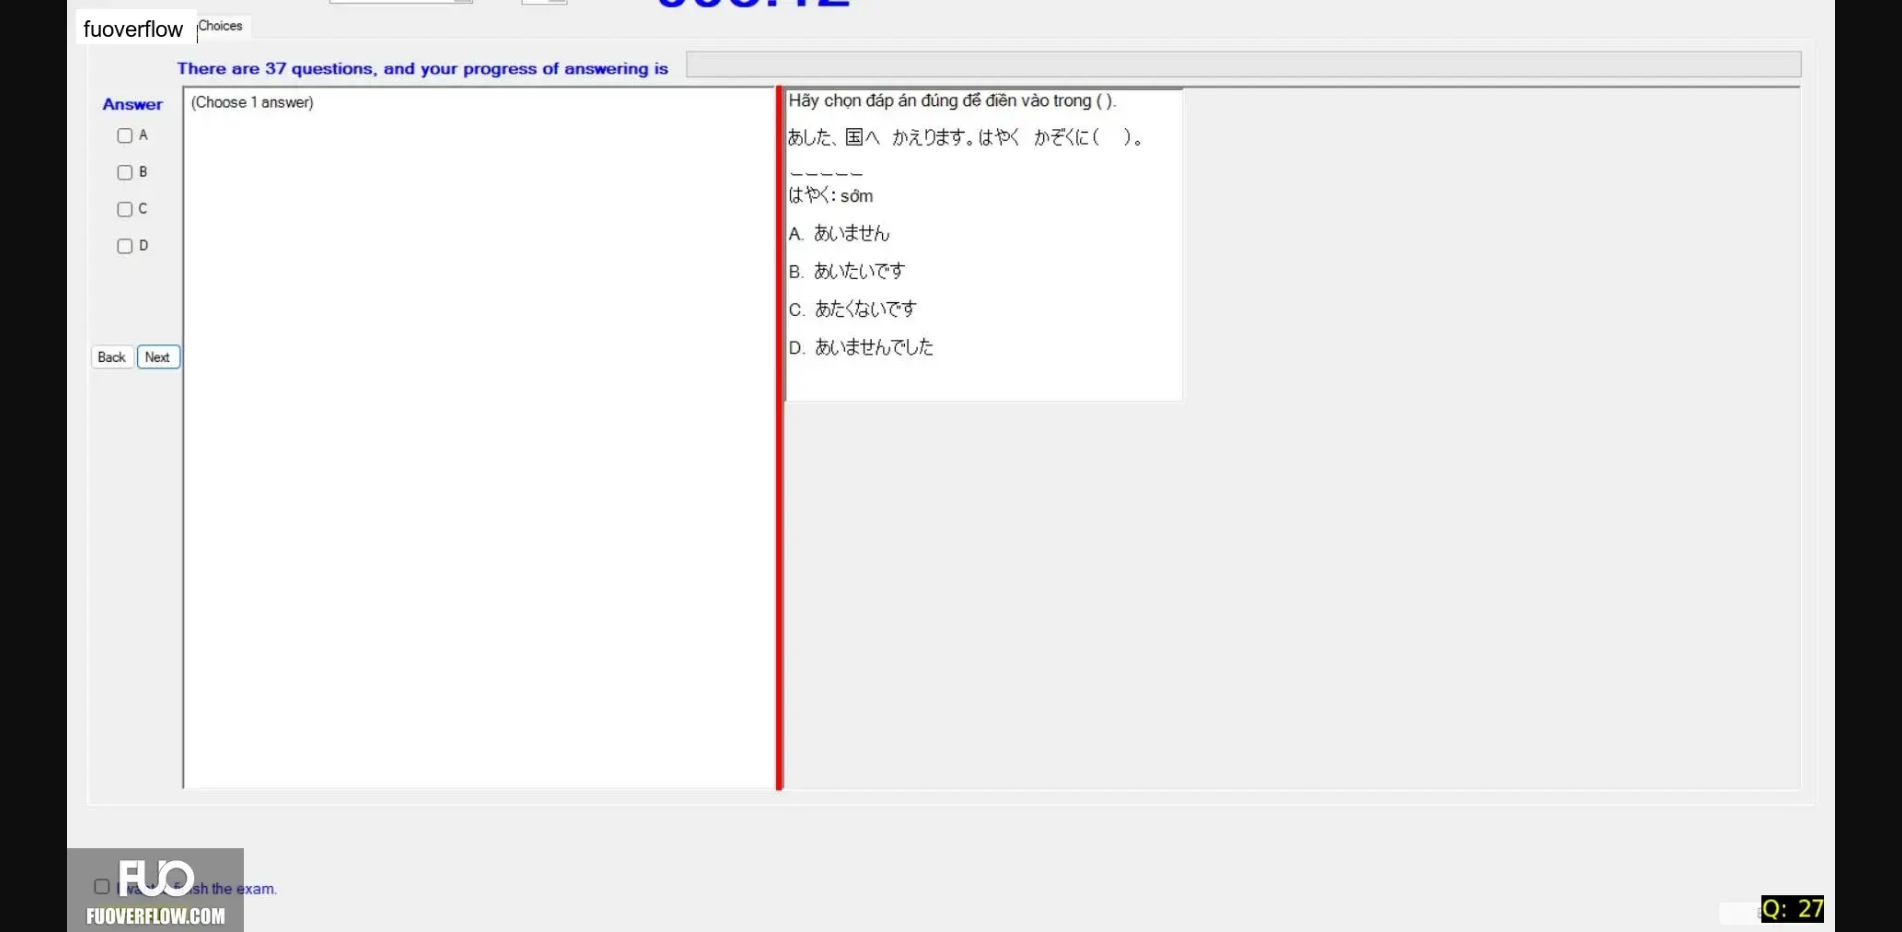 fuoverflow
Choices
There are 37 questions, and your progress of answering is
Answer
(Choose 1 answer)
A
B
C
D
Back
Next
Hãy chọn đáp án đúng để điền vào trong ( ).
あした、国へ かえります。はやく かぞくに( )。
_____
はやく: sớm
A. あいません
B. あいたいです
C. あたくないです
D. あいませんでした
FUO
finish the exam.
FUOVERFLOW.COM
Q: 27